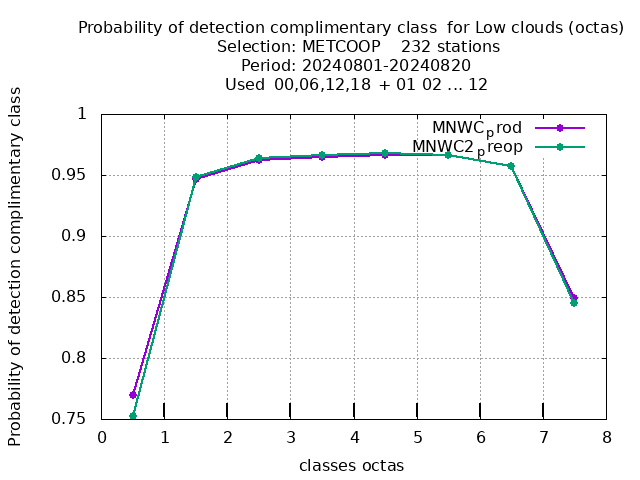 Probability of detection complimentary class  for Low clouds (octas)
Selection: METCOOP    232 stations
Period: 20240801-20240820
Used  00,06,12,18 + 01 02 ... 12
Probability of detection complimentary class
1
0.95
0.9
0.85
0.8
0.75
MNWCprod
MNWC2preop
0 1 2 3 4 5 6 7 8
classes octas